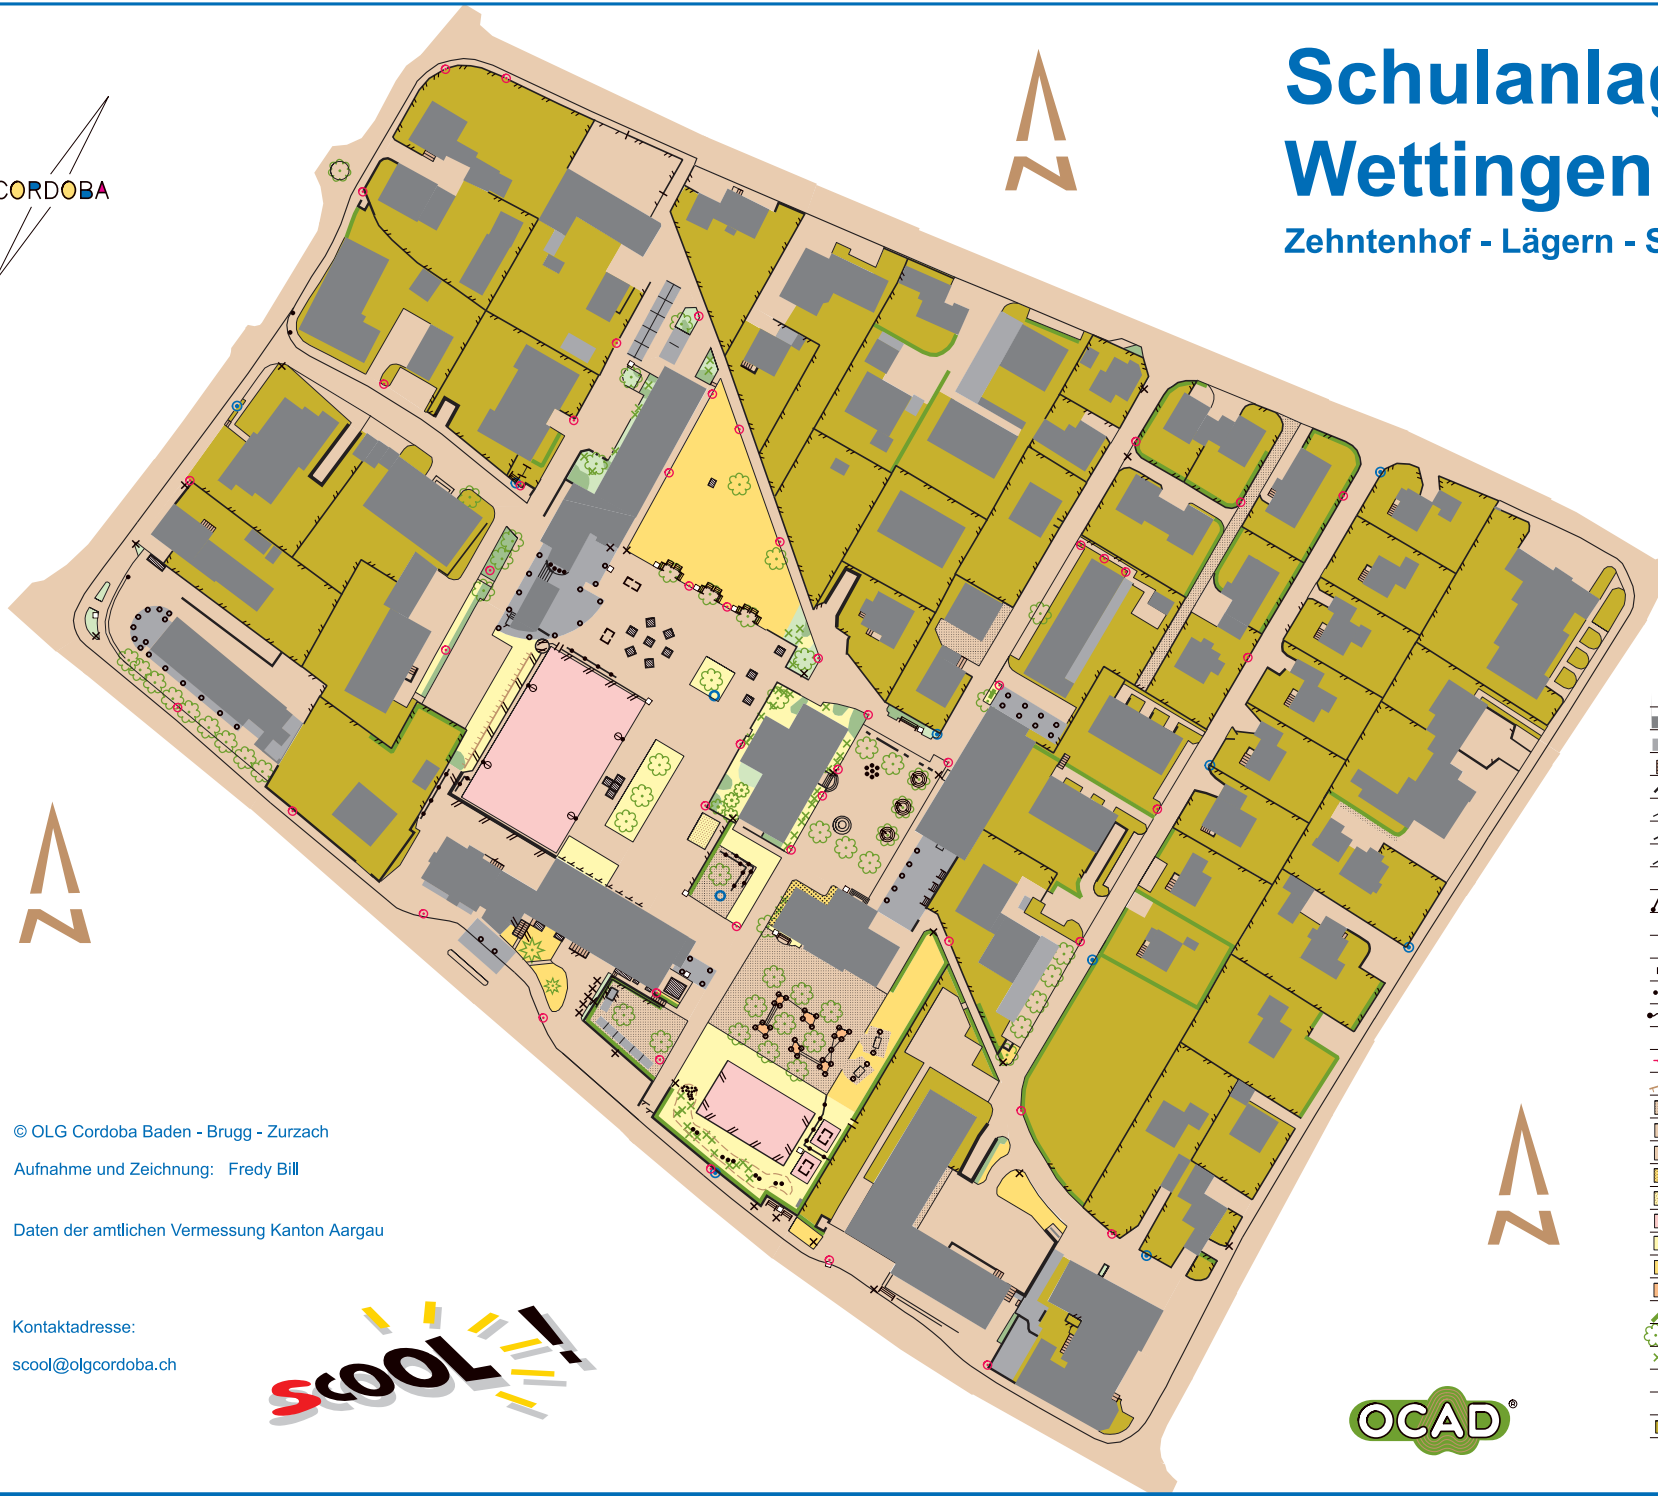 Schulanlag
Wettingen
Zehntenhof - Lägern - S
CORDOBA
N
N
N
© OLG Cordoba Baden - Brugg - Zurzach
Aufnahme und Zeichnung: Fredy Bill
Daten der amtlichen Vermessung Kanton Aargau
Kontaktadresse:
scool@olgcordoba.ch
sCOOL!
OCAD®